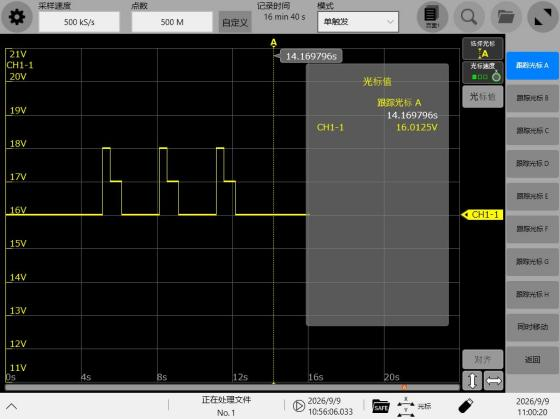 采样速度
500 kS/s
点数
500 M
自定义
记录时间
16 min 40 s
模式
单触发
A
14.169796s
21V
CH1-1
20V
19V
18V
17V
16V
15V
14V
13V
12V
11V
0s
4s
8s
12s
16s
20s
光标值
跟踪光标 A
14.169796s
CH1-1
16.0125V
选择光标
A
光标速度
光标值
CH1-1
对齐
跟踪光标 A
跟踪光标 B
跟踪光标 C
跟踪光标 D
跟踪光标 E
跟踪光标 F
跟踪光标 G
跟踪光标 H
同时移动
返回
正在处理文件
No. 1
2026/9/9
10:56:06.033
SAFE
X
Y
光标
2026/9/9
11:00:20